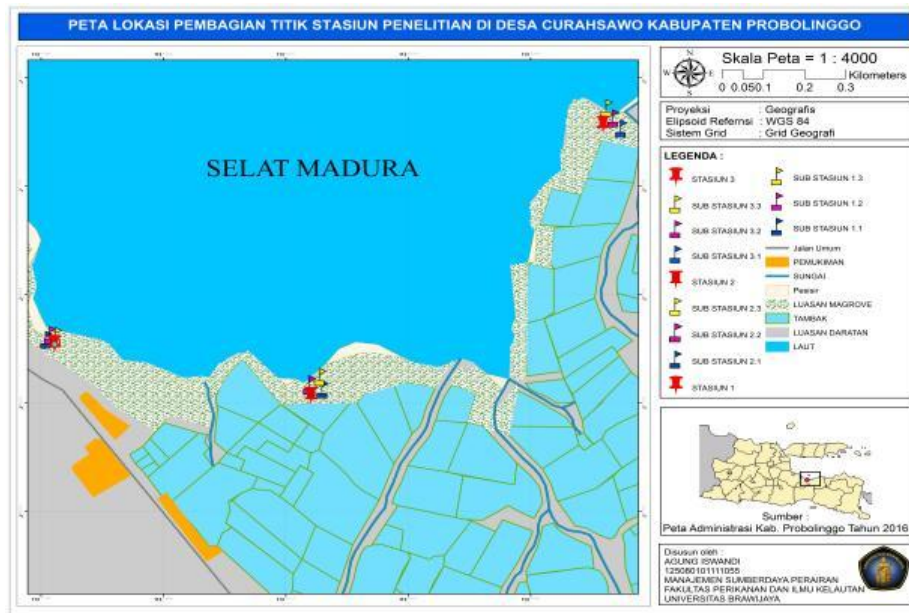 PETA LOKASI PEMBAGIAN TITIK STASIUN PENELITIAN DI DESA CURAHSAWO KABUPATEN PROBOLINGGO
SELAT MADURA
N
W E
S
Skala Peta = 1 : 4000
Kilometers
0 0.050.1 0.2 0.3
Proyeksi : Geografis
Elipsoid Refernsi : WGS 84
Sistem Grid : Grid Geografi
LEGENDA :
STASIUN 3
SUB STASIUN 3.3
SUB STASIUN 3.2
SUB STASIUN 3.1
STASIUN 2
SUB STASIUN 2.3
SUB STASIUN 2.2
SUB STASIUN 2.1
STASIUN 1
SUB STASIUN 1.3
SUB STASIUN 1.2
SUB STASIUN 1.1
Jalan Umum
PEMUKIMAN
SUNGAI
Pesisir
LUASAN MAGROVE
TAMBAK
LUASAN DARATAN
LAUT
Sumber :
Peta Administrasi Kab. Probolinggo Tahun 2016
Disusun oleh :
AGUNG ISWANDI
125080101111055
MANAJEMEN SUMBERDAYA PERAIRAN
FAKULTAS PERIKANAN DAN ILMU KELAUTAN
UNIVERSITAS BRAWIJAYA